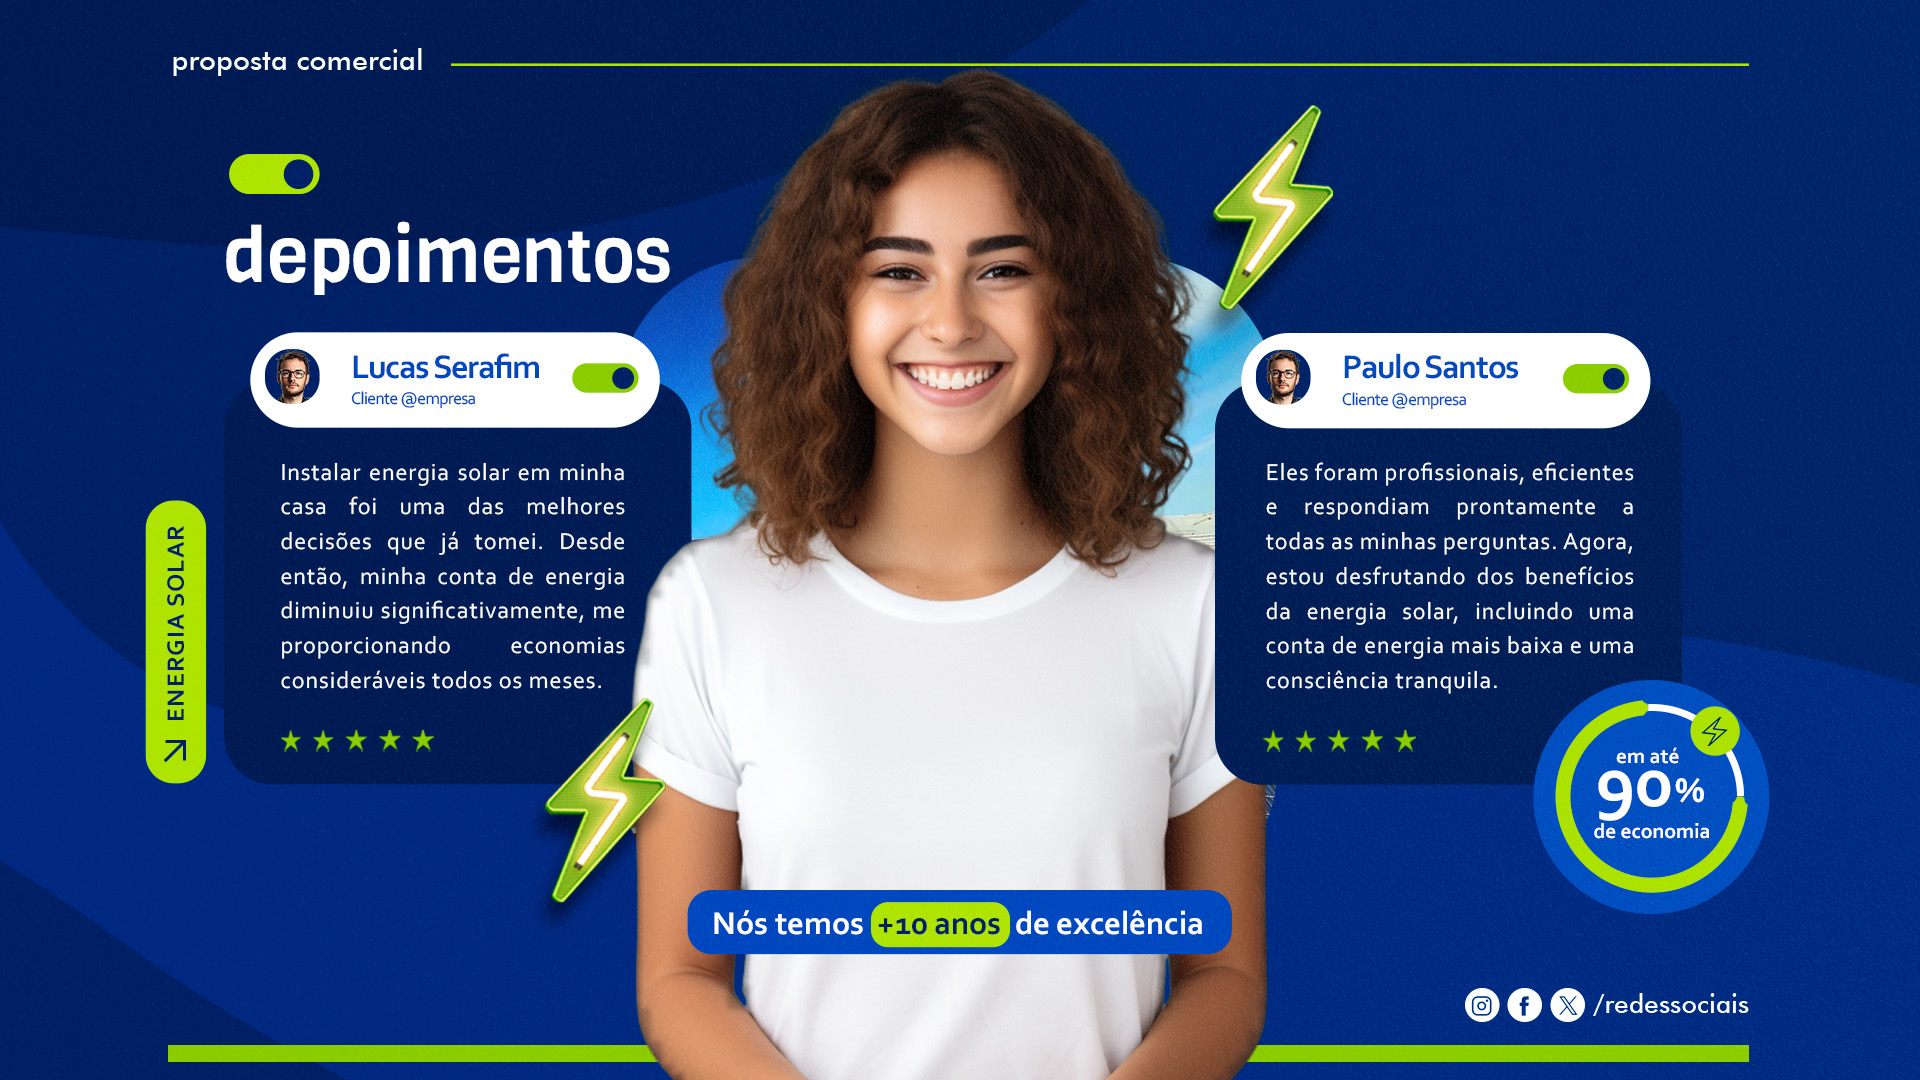 proposta comercial
depoimentos
Lucas Serafim
Cliente @empresa
Instalar energia solar em minha
casa foi uma das melhores
decisões que já tomei. Desde
então, minha conta de energia
diminuiu significativamente, me
proporcionando economias
consideráveis todos os meses.
ENERGIA SOLAR
Paulo Santos
Cliente @empresa
Eles foram profissionais, eficientes
e respondiam prontamente a
todas as minhas perguntas. Agora,
estou desfrutando dos benefícios
da energia solar, incluindo uma
conta de energia mais baixa e uma
consciência tranquila.
em até
90%
de economia
Nós temos +10 anos de excelência
/redessociais